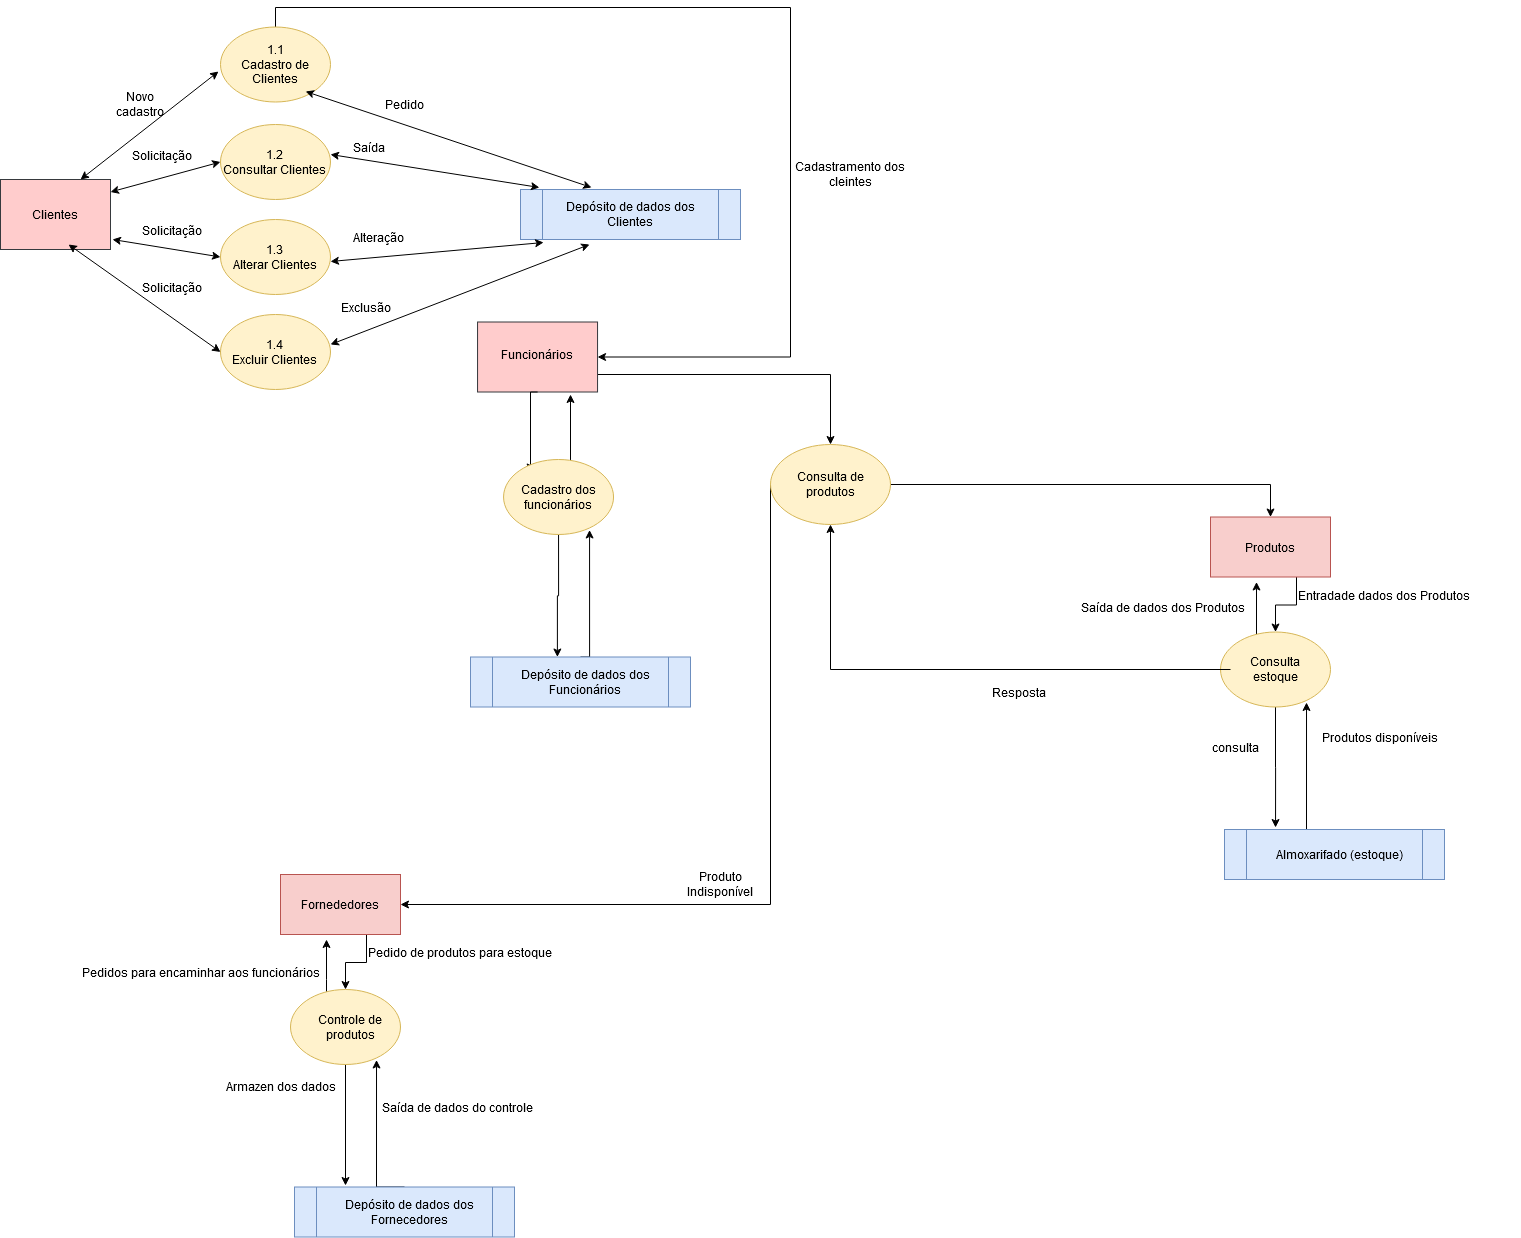 1.1
Cadastro de
Clientes
Novo
cadastro
Pedido
Solicitação
1.2
Consultar Clientes
Saída
Cadastramento dos
cleintes
Clientes
Depósito de dados dos
Clientes
Solicitação
1.3
Alterar Clientes
Alteração
Solicitação
Exclusão
1.4
Excluir Clientes
Funcionários
Cadastro dos
funcionários
Consulta de
produtos
Produtos
Saída de dados dos Produtos
Entradade dados dos Produtos
Consulta
estoque
Depósito de dados dos
Funcionários
Resposta
consulta
Produtos disponíveis
Almoxarifado (estoque)
Produto
Indisponível
Fornededores
Pedido de produtos para estoque
Pedidos para encaminhar aos funcionários
Controle de
produtos
Armazen dos dados
Saída de dados do controle
Depósito de dados dos
Fornecedores